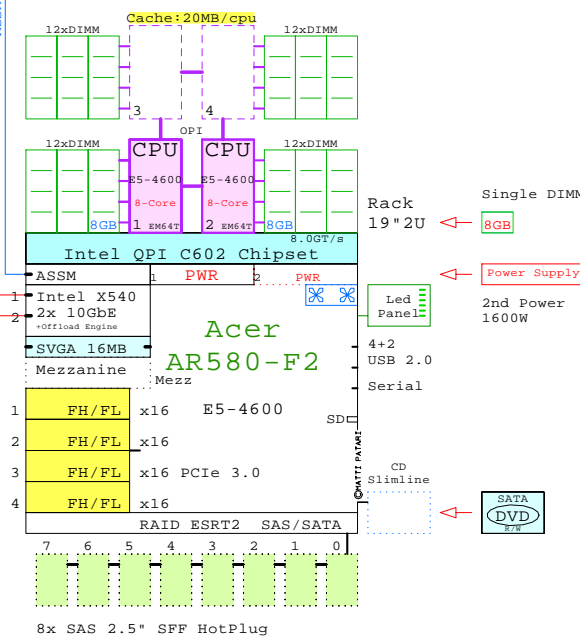 Cache:20MB/cpu
12xDIMM
12xDIMM
3
4
OPI
12xDIMM
CPU
CPU
12xDIMM
E5-4600
E5-4600
8-Core
8-Core
8GB
1 EM64T
2 EM64T
8GB
Rack
19"2U
Single DIMM
8GB
8.0GT/s
Intel QPI C602 Chipset
ASSM
1 PWR
2 PWR
Power Supply
1 Intel X540
2 2x 10GbE
+Offload Engine
Led
Panel
2nd Power
1600W
Acer
AR580-F2
SVGA 16MB
4+2
USB 2.0
Mezzanine
Mezz
Serial
1 FH/FL x16 E5-4600
SD
2 FH/FL x16
3 FH/FL x16 PCIe 3.0
4 FH/FL x16
©MATTI PATARI
CD
Slimline
SATA
DVD
R/W
RAID ESRT2 SAS/SATA
7 6 5 4 3 2 1 0
8x SAS 2.5" SFF HotPlug